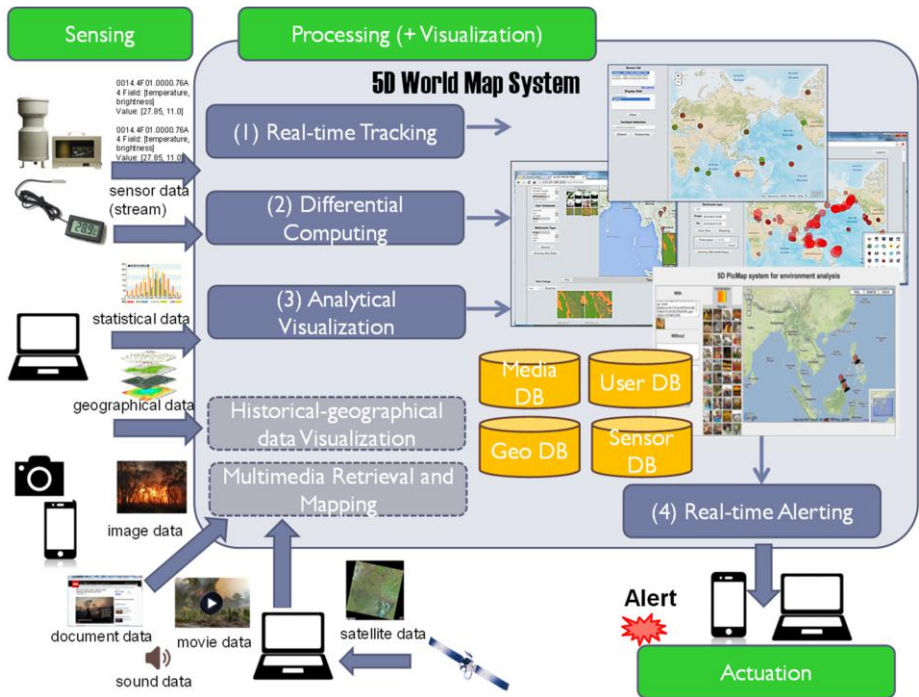 Sensing
Processing (+ Visualization)
5D World Map System
0014.4F01.0000.76A
4 Field: [temperature,
brightness]
Value: [27.85, 11.0]
0014.4F01.0000.76A
4 Field: [temperature,
brightness]
Value: [27.85, 11.0]
sensor data
(stream)
(1) Real-time Tracking
(2) Differential
Computing
(3) Analytical
Visualization
statistical data
geographical data
Historical-geographical
data Visualization
Multimedia Retrieval and
Mapping
5D PicMap system for environment analysis
With
Without
Media
DB
User DB
Geo DB
Sensor
DB
(4) Real-time Alerting
image data
document data
movie data
sound data
satellite data
Alert
Actuation